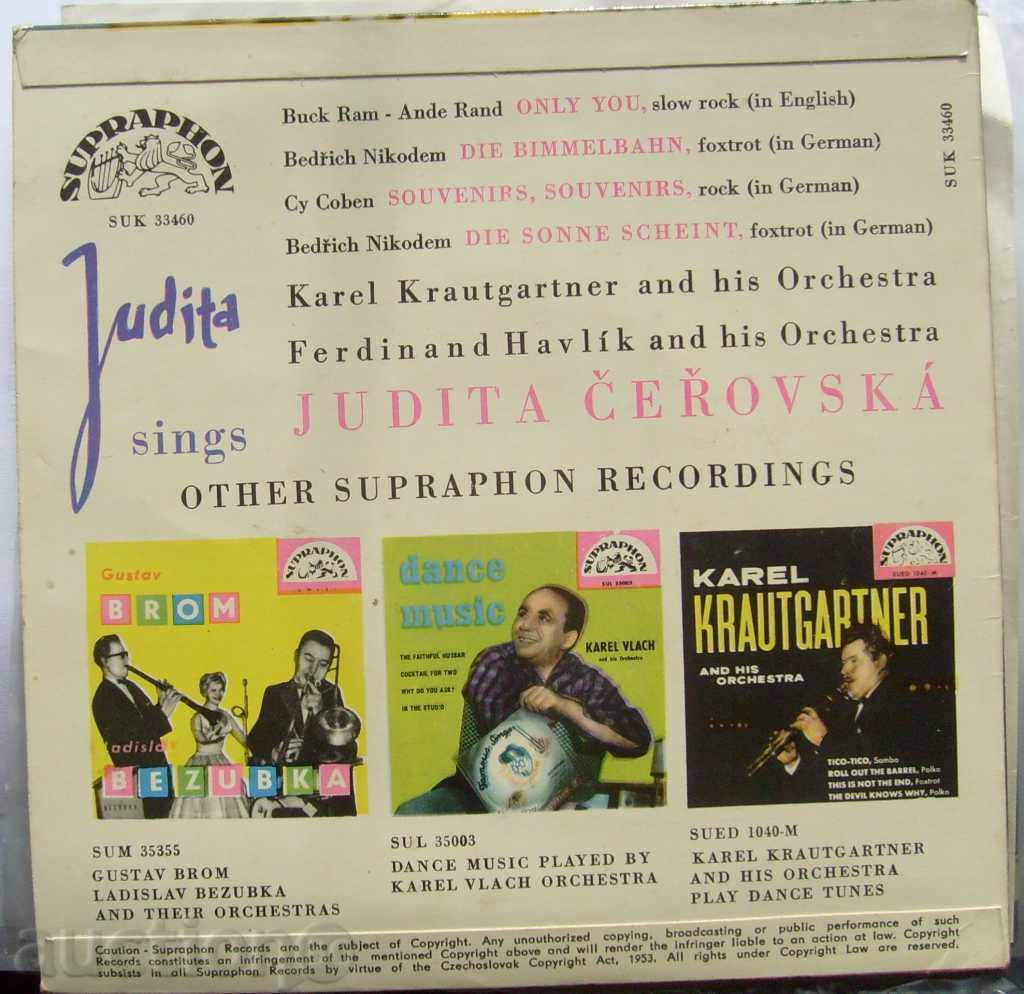 SUPRAPHON
SUK 33460
Buck Ram - Ande Rand ONLY YOU, slow rock (in English)
Bedřich Nikodem DIE BIMMELBAHN, foxtrot (in German)
Cy Coben SOUVENIRS, SOUVENIRS, rock (in German)
Bedřich Nikodem DIE SONNE SCHEINT, foxtrot (in German)
SUK 33460
Judita
sings
Karel Krautgartner and his Orchestra
Ferdinand Havlík and his Orchestra
JUDITA ČEŘOVSKÁ
OTHER SUPRAPHON RECORDINGS
SUPRAPHON
Gustav
BROM
Ladislav
BEZUBKA
SUM 35355
GUSTAV BROM
LADISLAV BEZUBKA
AND THEIR ORCHESTRAS
SUPRAPHON
SUL 35003
dance
music
KAREL VLACH
and his Orchestra
THE FAITHFUL HUSSAR
COCKTAIL FOR TWO
WHY DO YOU ASK?
IN THE STUDIO
Famous Singer
SUL 35003
DANCE MUSIC PLAYED BY
KAREL VLACH ORCHESTRA
SUPRAPHON
SUED 1040-M
KAREL
KRAUTGARTNER
AND HIS
ORCHESTRA
TICO-TICO, Samba
ROLL OUT THE BARREL, Polka
THIS IS NOT THE END, Foxtrot
THE DEVIL KNOWS WHY, Polka
SUED 1040-M
KAREL KRAUTGARTNER
AND HIS ORCHESTRA
PLAY DANCE TUNES
Caution - Supraphon Records are the subject of Copyright. Any unauthorized copying, broadcasting or public performance of such
Records constitutes an infringement of the mentioned Copyright above and will render the infringer liable to an action at law. Copyright
subsists in all Supraphon Records by virtue of the Czechoslovak Copyright Act, 1953. All rights under Copyright Law are reserved.